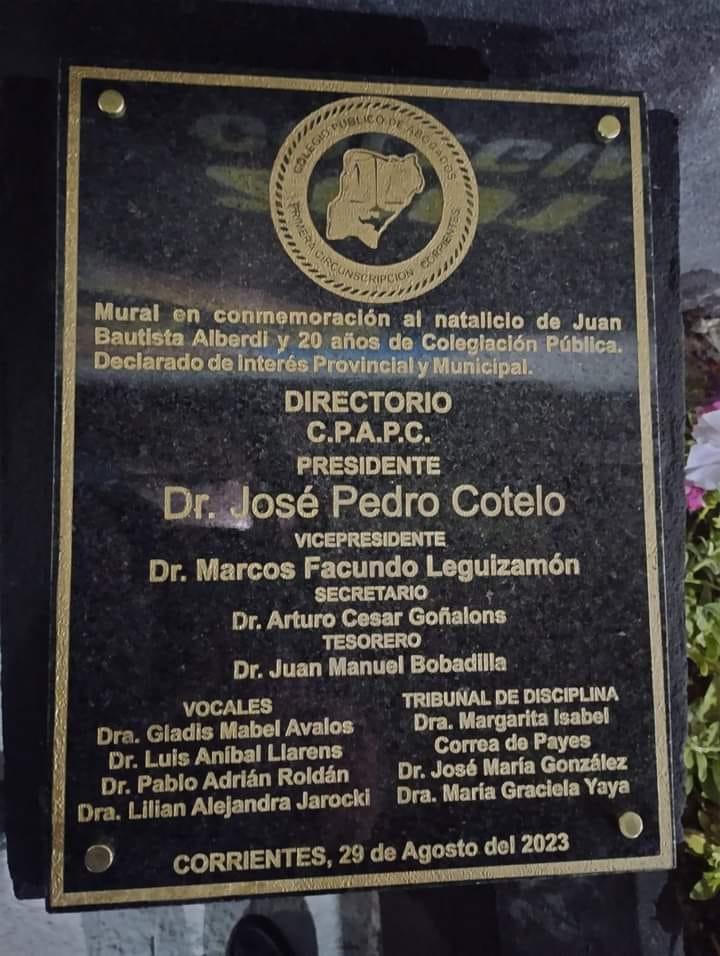 COLEGIO PÚBLICO DE ABOGADOS
PRIMERA CIRCUNSCRIPCION CORRIENTES
Mural en conmemoración al natalicio de Juan
Bautista Alberdi y 20 años de Colegiación Pública.
Declarado de Interés Provincial y Municipal.
DIRECTORIO
C.P.A.P.C.
PRESIDENTE
Dr. José Pedro Cotelo
VICEPRESIDENTE
Dr. Marcos Facundo Leguizamón
SECRETARIO
Dr. Arturo Cesar Goñalons
TESORERO
Dr. Juan Manuel Bobadilla
VOCALES
Dra. Gladis Mabel Avalos
Dr. Luis Aníbal Llarens
Dr. Pablo Adrián Roldán
Dra. Lilian Alejandra Jarocki
TRIBUNAL DE DISCIPLINA
Dra. Margarita Isabel
Correa de Payes
Dr. José María González
Dra. María Graciela Yaya
CORRIENTES, 29 de Agosto del 2023